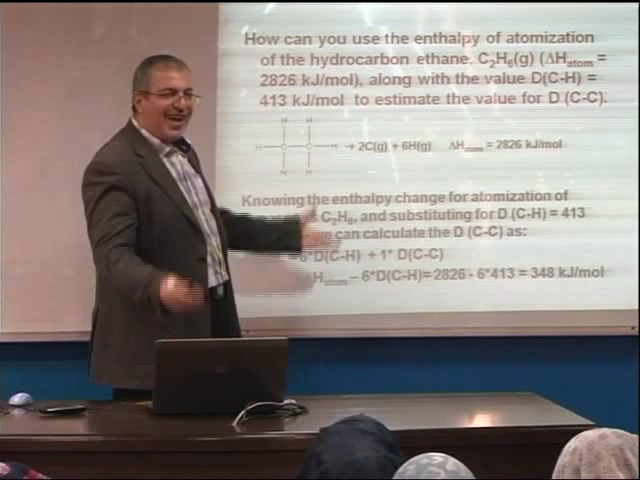 How can you use the enthalpy of atomization
of the hydrocarbon ethane, C₂H₆(g) (ΔHatom =
2826 kJ/mol), along with the value D(C-H) =
413 kJ/mol to estimate the value for D (C-C).
H H
H C C H → 2C(g) + 6H(g) ΔHatom = 2826 kJ/mol
H H
Knowing the enthalpy change for atomization of
C₂H₆, and substituting for D (C-H) = 413
can calculate the D (C-C) as:
= 6*D(C-H) + 1* D(C-C)
Hatom – 6*D(C-H)= 2826 - 6*413 = 348 kJ/mol